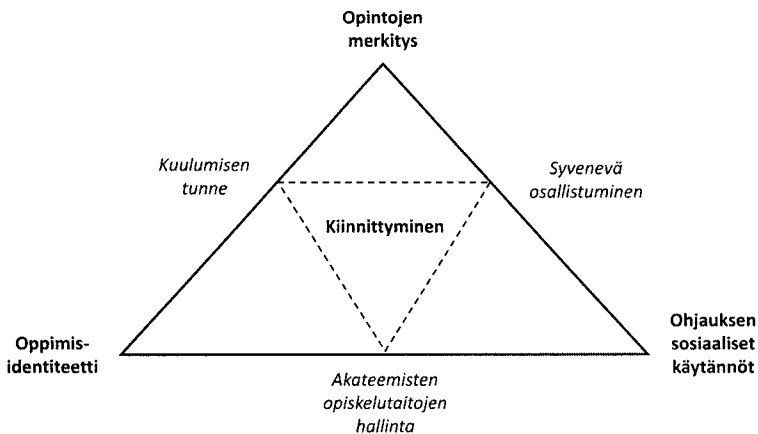 Opintojen
merkitys
Kuulumisen
tunne
Syvenevä
osallistuminen
Kiinnittyminen
Oppimis-
identiteetti
Ohjauksen
sosiaaliset
käytännöt
Akateemisten
opiskelutaitojen
hallinta